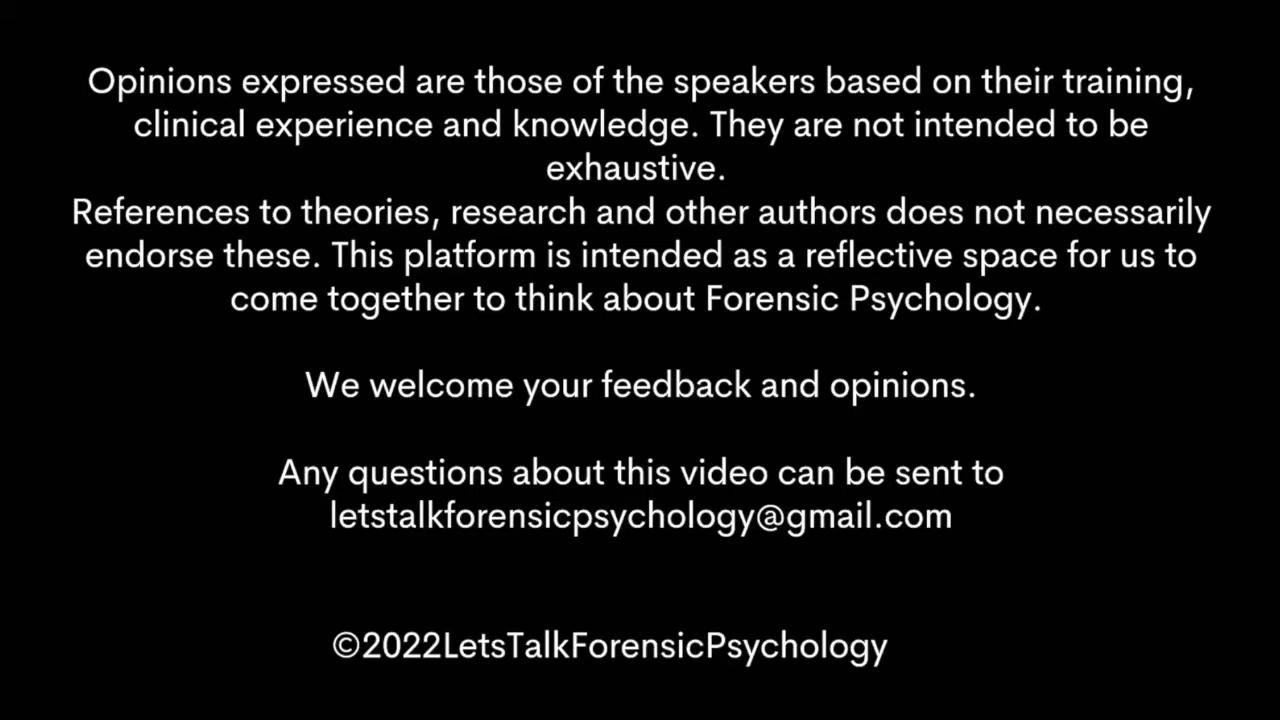 Opinions expressed are those of the speakers based on their training,
clinical experience and knowledge. They are not intended to be
exhaustive.
References to theories, research and other authors does not necessarily
endorse these. This platform is intended as a reflective space for us to
come together to think about Forensic Psychology.
We welcome your feedback and opinions.
Any questions about this video can be sent to
letstalkforensicpsychology@gmail.com
©2022LetsTalkForensicPsychology